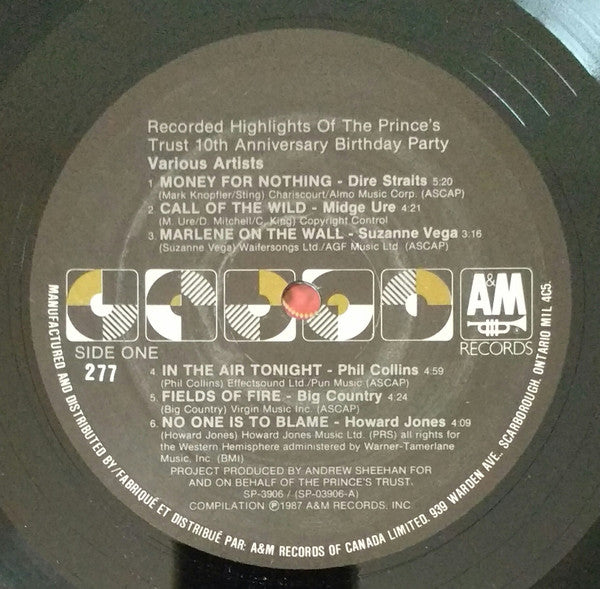 Recorded Highlights Of The Prince's
Trust 10th Anniversary Birthday Party
Various Artists
1 MONEY FOR NOTHING - Dire Straits 5:20
(Mark Knopfler/Sting) Chariscourt/Almo Music Corp. (ASCAP)
2 CALL OF THE WILD - Midge Ure 4:21
(M. Ure/D. Mitchell/C. King) Copyright Control
3 MARLENE ON THE WALL - Suzanne Vega 3:16
(Suzanne Vega) Waifersongs Ltd./AGF Music Ltd. (ASCAP)
A&M
RECORDS
SIDE ONE
277
4 IN THE AIR TONIGHT - Phil Collins 4:59
(Phil Collins) Effectsound Ltd./Pun Music (ASCAP)
5 FIELDS OF FIRE - Big Country 4:24
(Big Country) Virgin Music Inc. (ASCAP)
6 NO ONE IS TO BLAME - Howard Jones 4:09
(Howard Jones) Howard Jones Music Ltd. (PRS) all rights for
the Western Hemisphere administered by Warner-Tamerlane
Music, Inc. (BMI)
PROJECT PRODUCED BY ANDREW SHEEHAN FOR
AND ON BEHALF OF THE PRINCE'S TRUST.
SP-3906 / (SP-03906-A)
COMPILATION ℗1987 A&M RECORDS, INC.
MANUFACTURED AND DISTRIBUTED BY/FABRIQUÉ ET DISTRIBUÉ PAR: A&M RECORDS OF CANADA LIMITED. 939 WARDEN AVE., SCARBOROUGH, ONTARIO M1L 4C5.